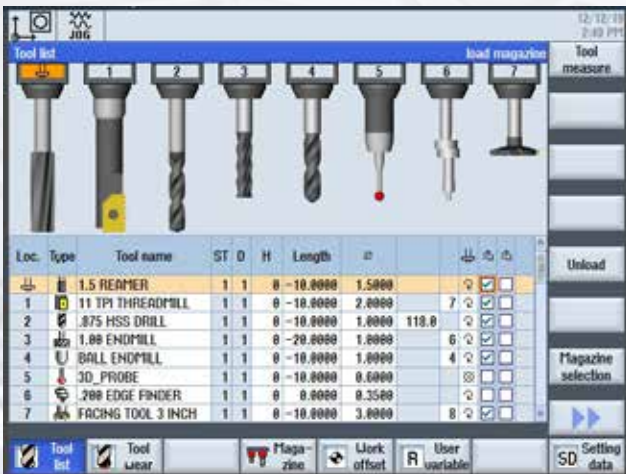 JOG
12/12/19
2:49 PM
Tool list
load magazine
Tool measure
1 2 3 4 5 6 7
Loc. Type Tool name ST D H Length ø
1.5 REAMER 1 1 0 -10.0000 1.5000
1 11 TPI THREADMILL 1 1 0 -10.0000 2.0000 7
2 .875 HSS DRILL 1 1 0 -10.0000 1.0000 118.0
3 1.00 ENDMILL 1 1 0 -20.0000 1.0000 6
4 BALL ENDMILL 1 1 0 -10.0000 1.0000 4
5 3D_PROBE 1 1 0 -10.0000 0.6000
6 .200 EDGE FINDER 1 1 0 0.0000 0.3500
7 FACING TOOL 3 INCH 1 1 0 -10.0000 3.0000 8
Unload
Magazine selection
Tool list
Tool wear
Maga-zine
Work offset
R User variable
SD Setting data